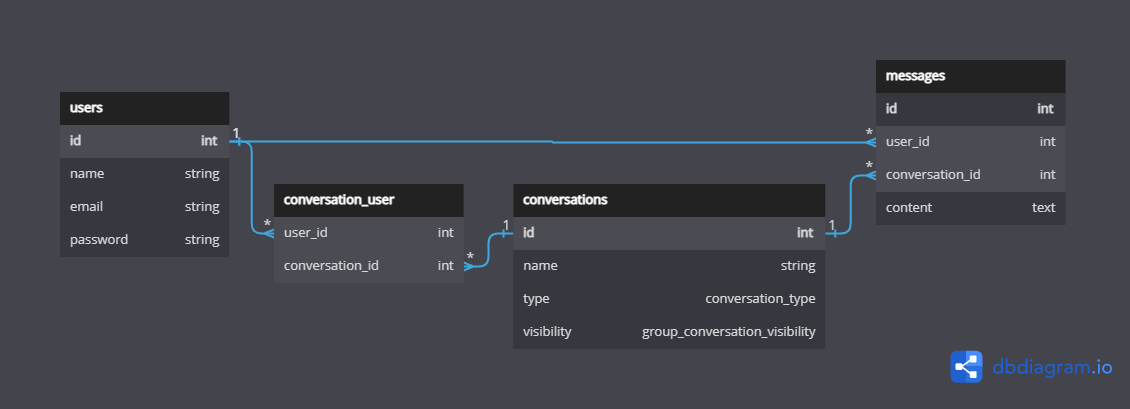 users
id int
name string
email string
password string
1
*
conversation_user
user_id int
conversation_id int
*
1
conversations
id int
name string
type conversation_type
visibility group_conversation_visibility
1
*
*
messages
id int
user_id int
conversation_id int
content text
dbdiagram.io